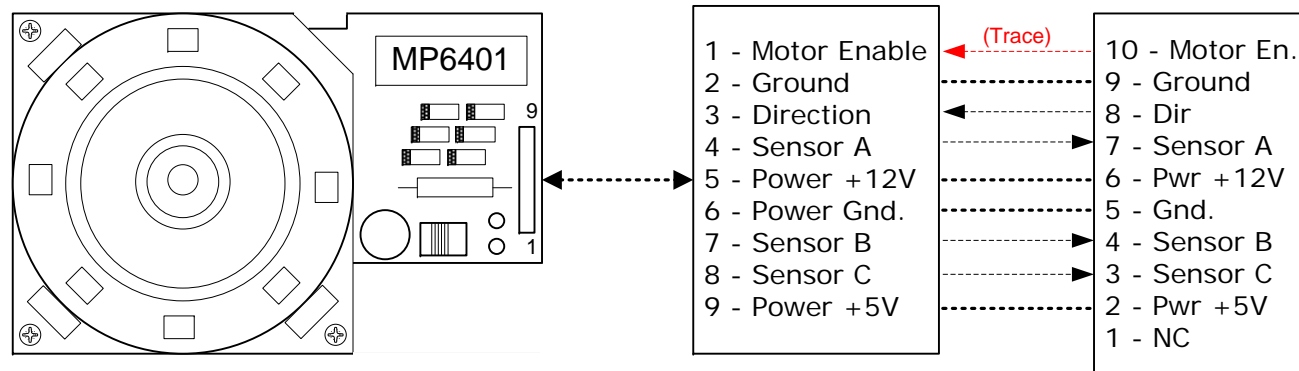 MP6401
9
1
1 - Motor Enable
2 - Ground
3 - Direction
4 - Sensor A
5 - Power +12V
6 - Power Gnd.
7 - Sensor B
8 - Sensor C
9 - Power +5V
(Trace)
10 - Motor En.
9 - Ground
8 - Dir
7 - Sensor A
6 - Pwr +12V
5 - Gnd.
4 - Sensor B
3 - Sensor C
2 - Pwr +5V
1 - NC